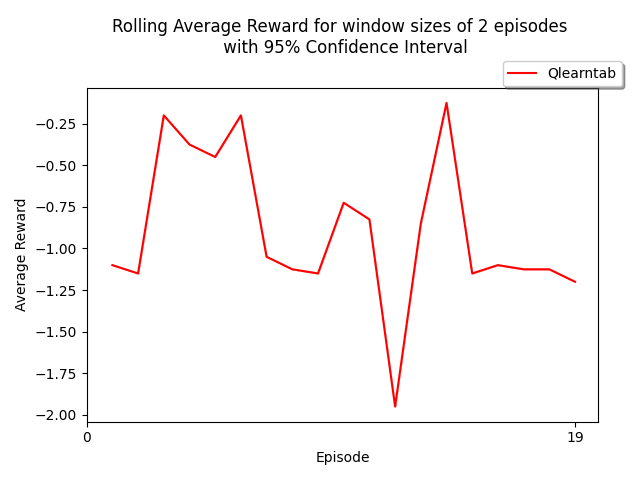 Rolling Average Reward for window sizes of 2 episodes
with 95% Confidence Interval
Qlearntab
−0.25
−0.50
−0.75
−1.00
−1.25
−1.50
−1.75
−2.00
Average Reward
0
19
Episode